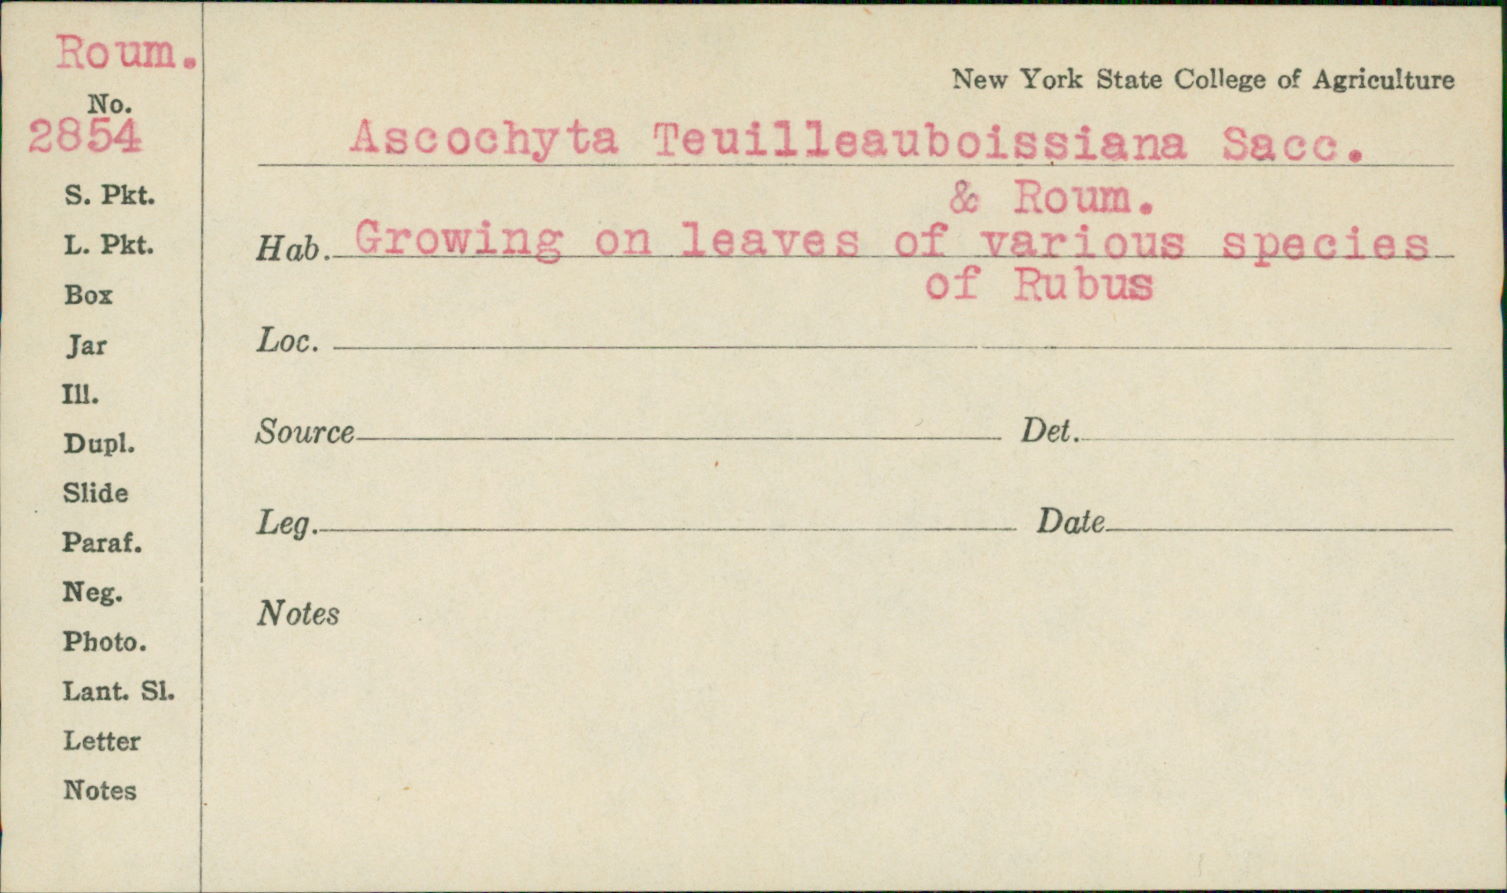 Roum.
No.
2854
S. Pkt.
L. Pkt.
Box
Jar
Ill.
Dupl.
Slide
Paraf.
Neg.
Photo.
Lant. Sl.
Letter
Notes
New York State College of Agriculture
Ascochyta Teuilleauboissiana Sacc.
& Roum.
Hab. Growing on leaves of various species
of Rubus
Loc.
Source Det.
Leg. Date
Notes